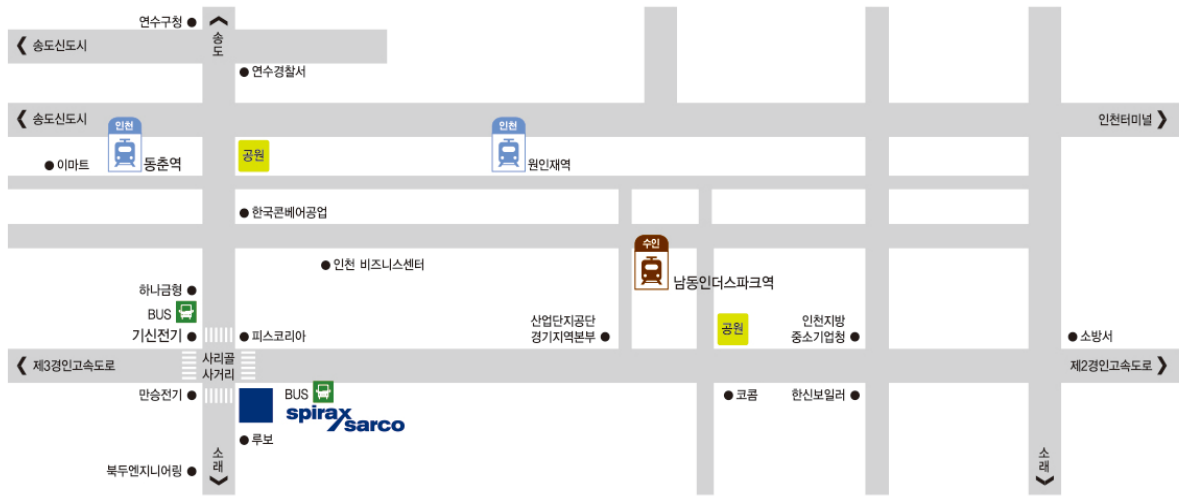 연수구청
송도
송도신도시
연수경찰서
송도신도시
인천터미널
인천
인천
이마트
동춘역
공원
원인재역
한국콘베어공업
수인
인천 비즈니스센터
남동인더스파크역
하나금형
BUS
기신전기
피스코리아
산업단지공단
경기지역본부
공원
인천지방
중소기업청
소방서
제3경인고속도로
사리골
사거리
제2경인고속도로
만승전기
BUS
spirax
sarco
코콤
한신보일러
루보
소래
소래
북두엔지니어링